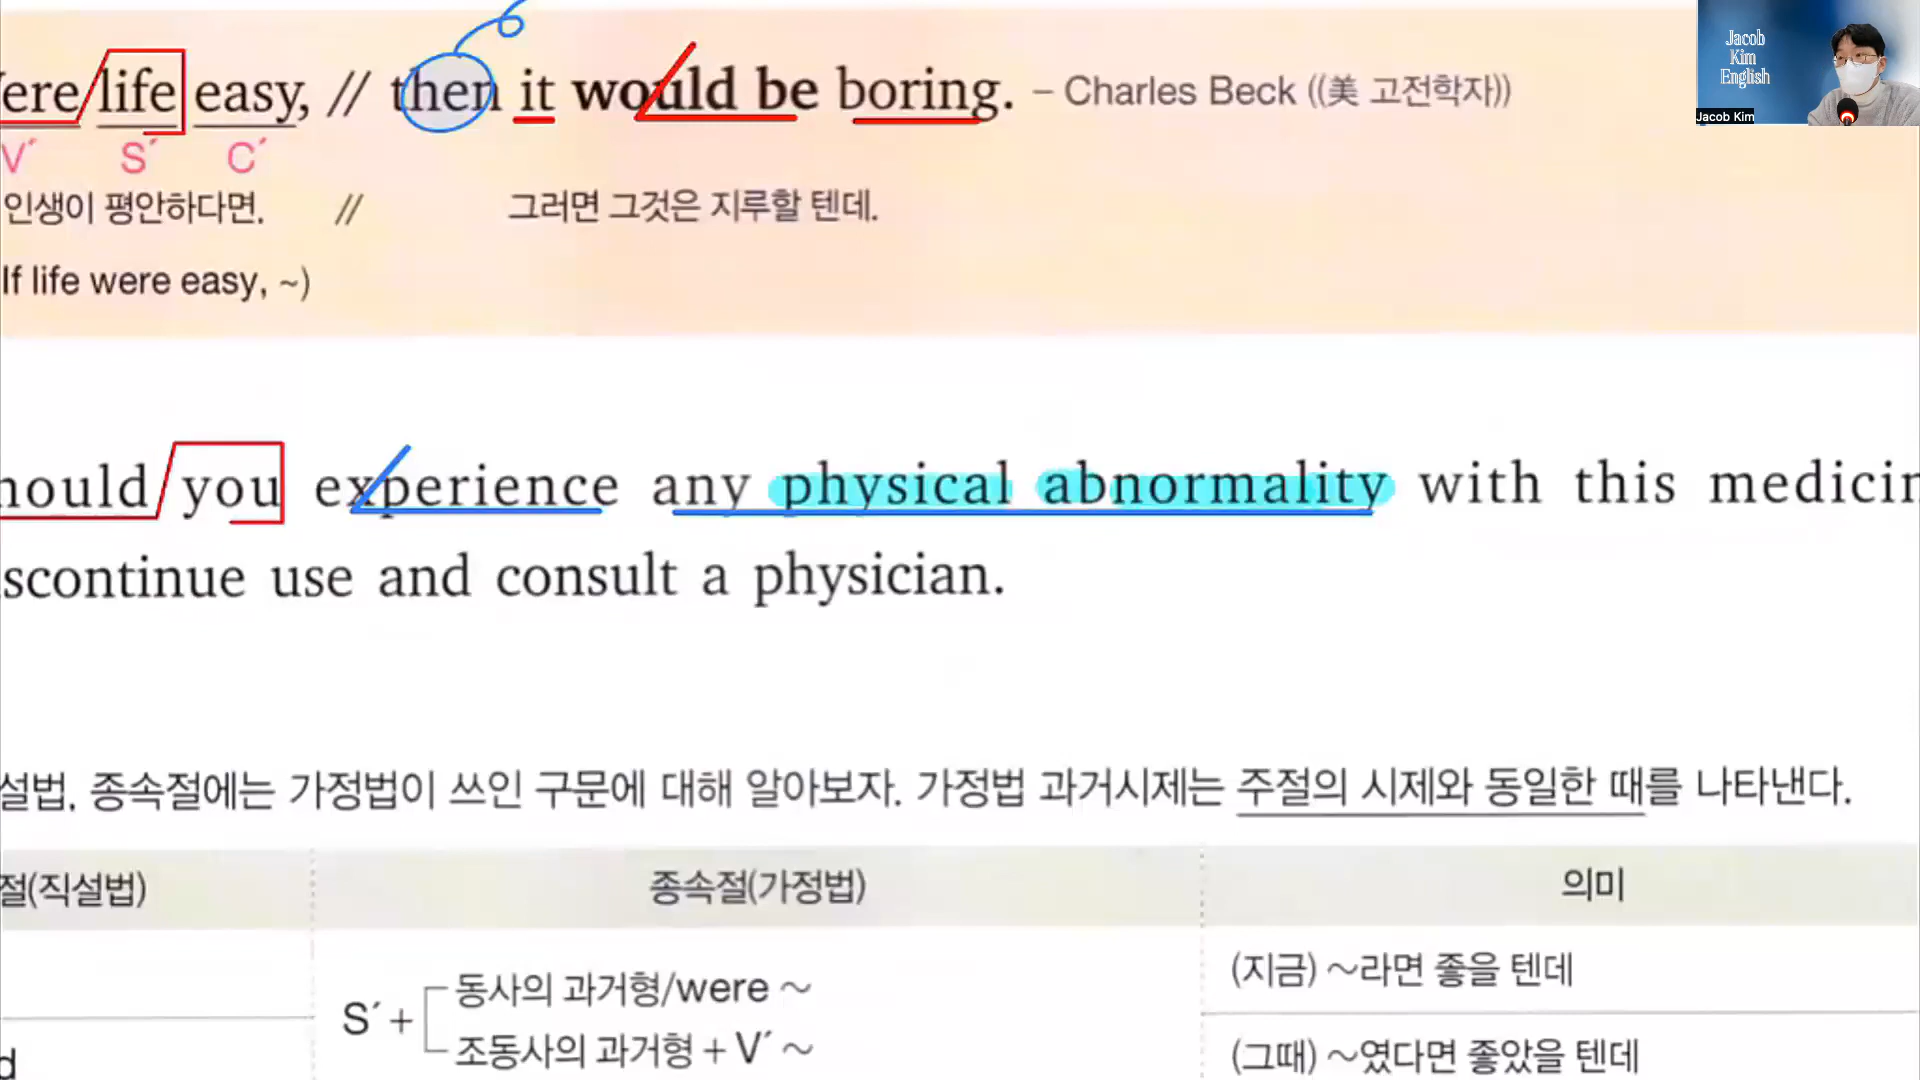 ere life easy, // then it would be boring. – Charles Beck ((美 고전학자))
V´ S´ C´
인생이 평안하다면. // 그러면 그것은 지루할 텐데.
If life were easy, ~)
Jacob
Kim
English
Jacob Kim
hould you experience any physical abnormality with this medicin
scontinue use and consult a physician.
설법, 종속절에는 가정법이 쓰인 구문에 대해 알아보자. 가정법 과거시제는 주절의 시제와 동일한 때를 나타낸다.
절(직설법) 종속절(가정법) 의미
S´ + 동사의 과거형/were ~
조동사의 과거형 + V´ ~
(지금) ~라면 좋을 텐데
(그때) ~였다면 좋았을 텐데
d